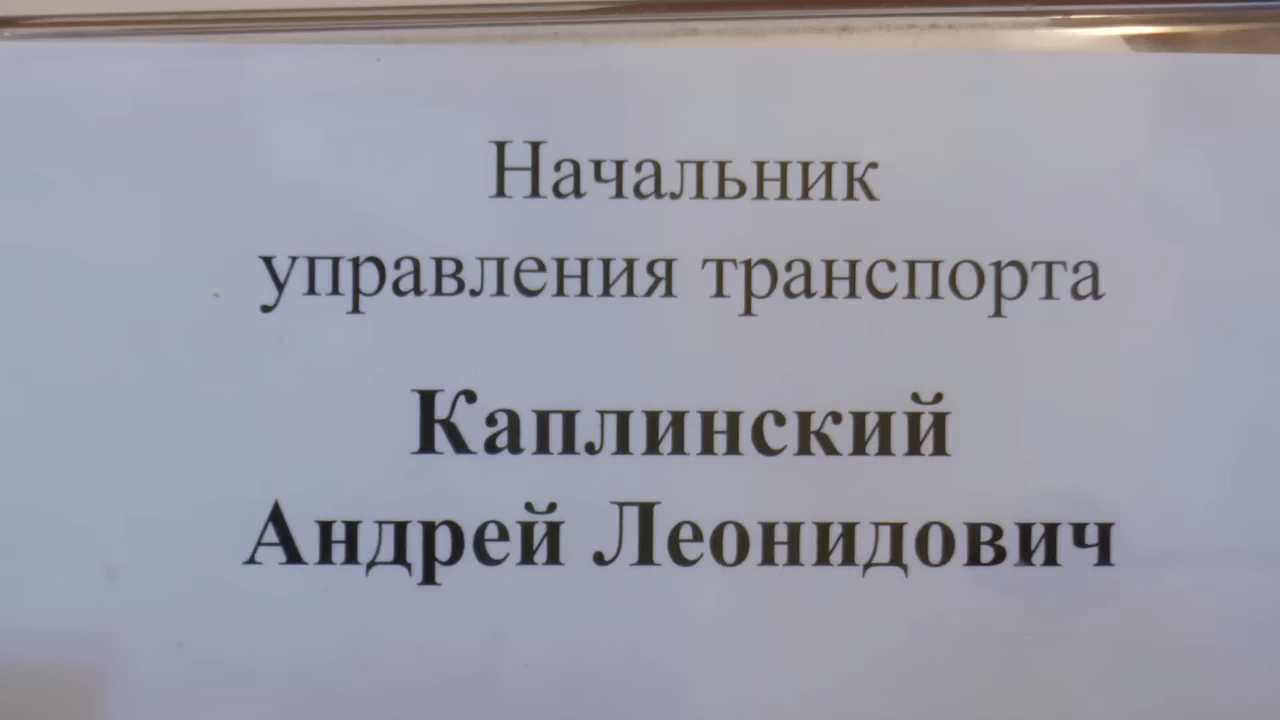 Начальник
управления транспорта
Каплинский
Андрей Леонидович